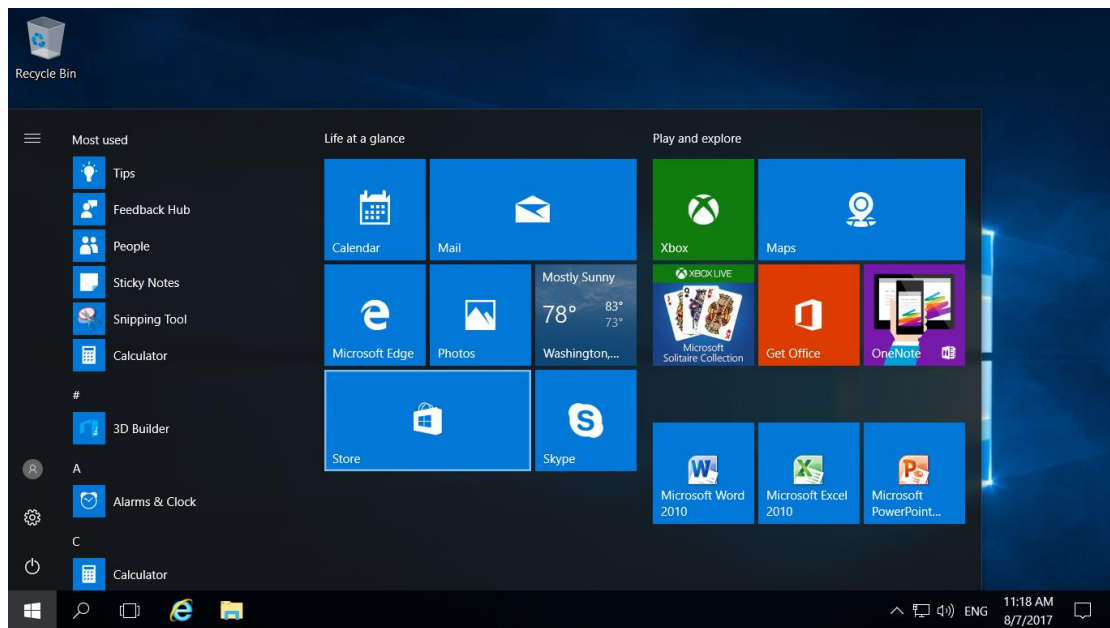 Recycle Bin
Most used
Tips
Feedback Hub
People
Sticky Notes
Snipping Tool
Calculator
#
3D Builder
A
Alarms & Clock
C
Calculator
Life at a glance
Calendar
Mail
Microsoft Edge
Photos
Mostly Sunny
78°
83°
73°
Washington,...
Store
S
Skype
Play and explore
Xbox
Maps
XBOX LIVE
Microsoft
Solitaire Collection
Get Office
OneNote
N
W
Microsoft Word
2010
X
Microsoft Excel
2010
P
Microsoft
PowerPoint...
ENG
11:18 AM
8/7/2017